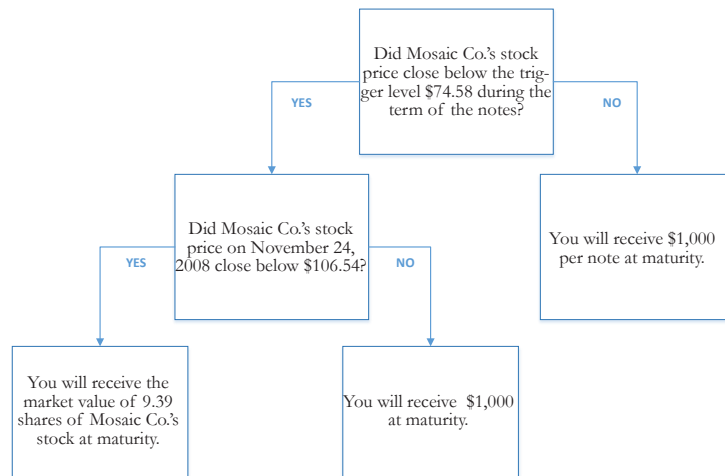 Did Mosaic Co.'s stock
price close below the trig-
ger level $74.58 during the
term of the notes?
YES
NO
Did Mosaic Co.'s stock
price on November 24,
2008 close below $106.54?
You will receive $1,000
per note at maturity.
YES
NO
You will receive the
market value of 9.39
shares of Mosaic Co.'s
stock at maturity.
You will receive $1,000
at maturity.